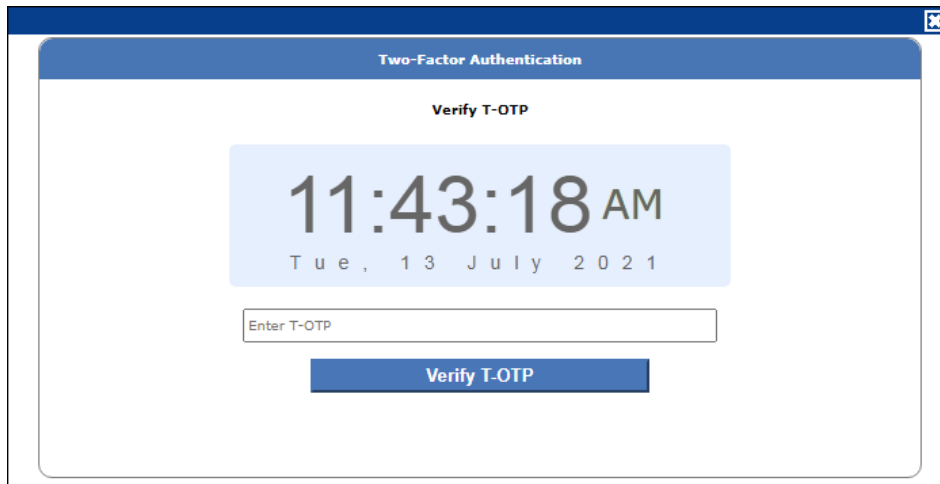 Two-Factor Authentication
Verify T-OTP
11:43:18 AM
Tue, 13 July 2021
Enter T-OTP
Verify T-OTP